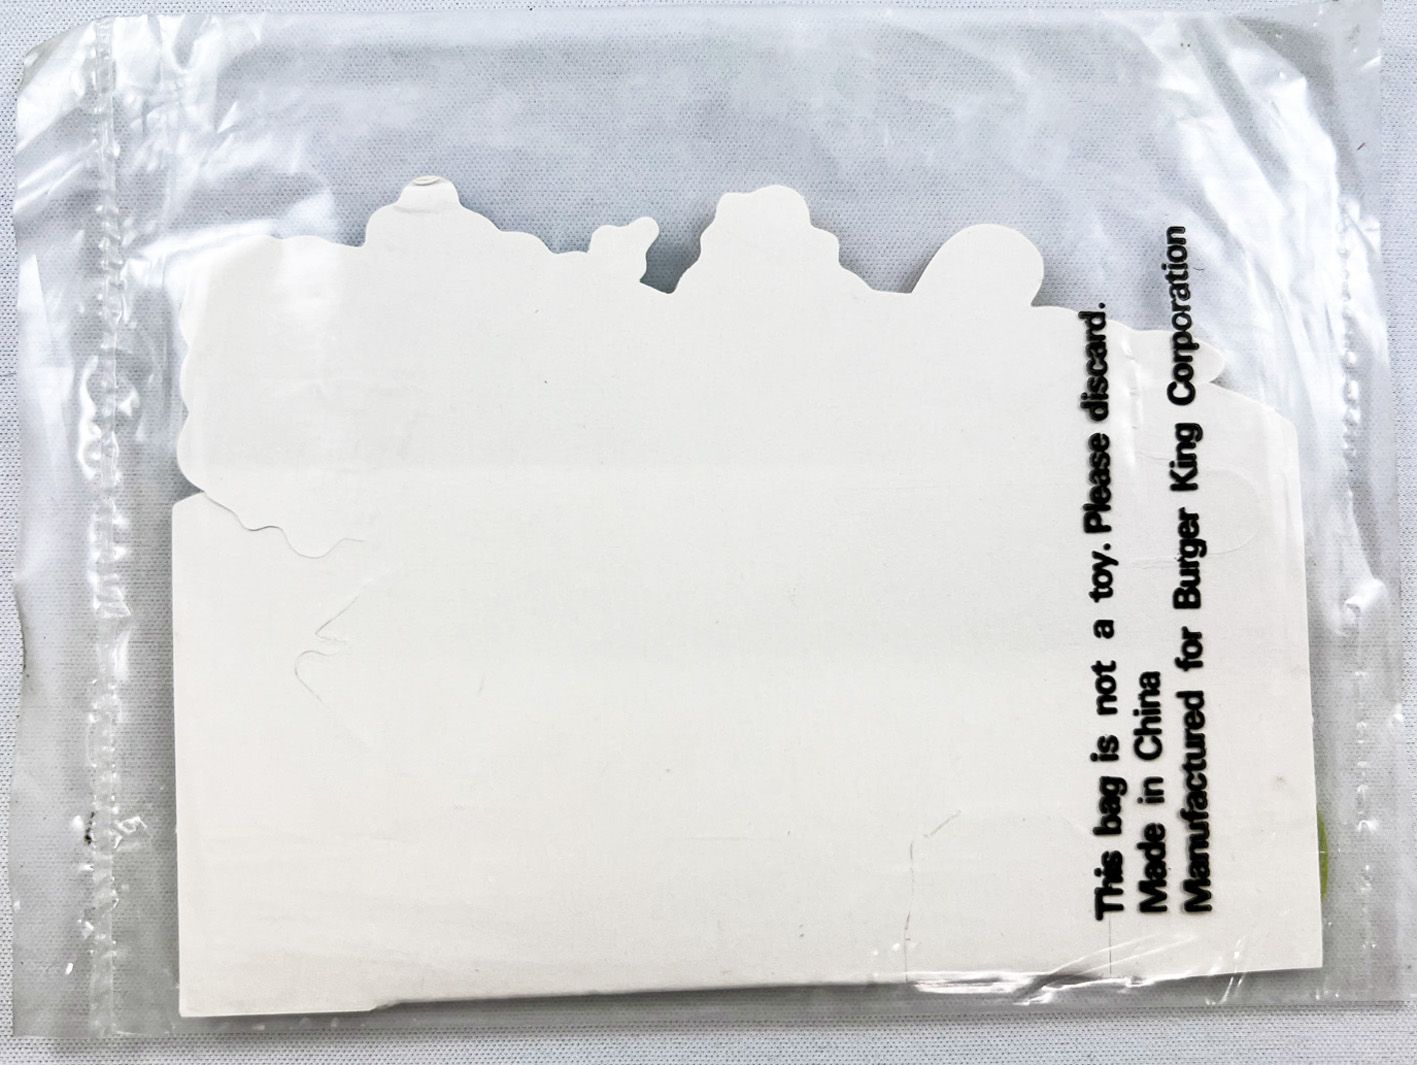 This bag is not a toy. Please discard.
Made in China
Manufactured for Burger King Corporation